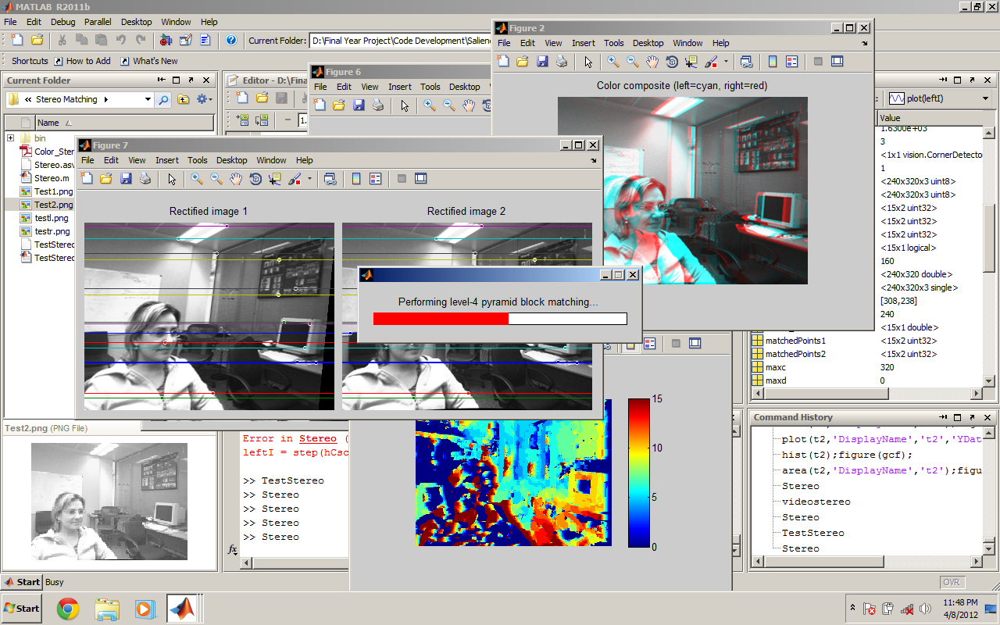 MATLAB R2011b
File Edit Debug Parallel Desktop Window Help
Current Folder: D:\Final Year Project\Code Development\Salien
Shortcuts How to Add What's New
Current Folder
« Stereo Matching
Name
bin
Color_Ster
Stereo.asv
Stereo.m
Test1.png
Test2.png
testl.png
testr.png
TestStereo
TestStereo
Test2.png (PNG File)
Editor - D:\Fina
1.
Figure 6
File Edit View Insert Tools Desktop
Figure 2
File Edit View Insert Tools Desktop Window Help
Color composite (left=cyan, right=red)
Figure 7
File Edit View Insert Tools Desktop Window Help
Rectified image 1
Rectified image 2
Performing level-4 pyramid block matching...
15
10
5
0
Error in Stereo (
leftI = step(hCsc
>> TestStereo
>> Stereo
>> Stereo
>> Stereo
>> Stereo
fx
plot(leftI)
Value
1.6300e+03
3
<1x1 vision.CornerDetecto
1
<240x320x3 uint8>
<240x320x3 uint8>
<15x2 uint32>
<15x2 uint32>
<15x2 uint32>
<15x1 logical>
160
<240x320 double>
<240x320x3 single>
[308,238]
240
<15x1 double>
matchedPoints1 <15x2 uint32>
matchedPoints2 <15x2 uint32>
maxc 320
maxd 0
Command History
plot(t2,'DisplayName','t2','YDat
hist(t2);figure(gcf);
area(t2,'DisplayName','t2');figu
Stereo
videostereo
Stereo
TestStereo
Stereo
Start Busy
OVR
Start
11:48 PM
4/8/2012